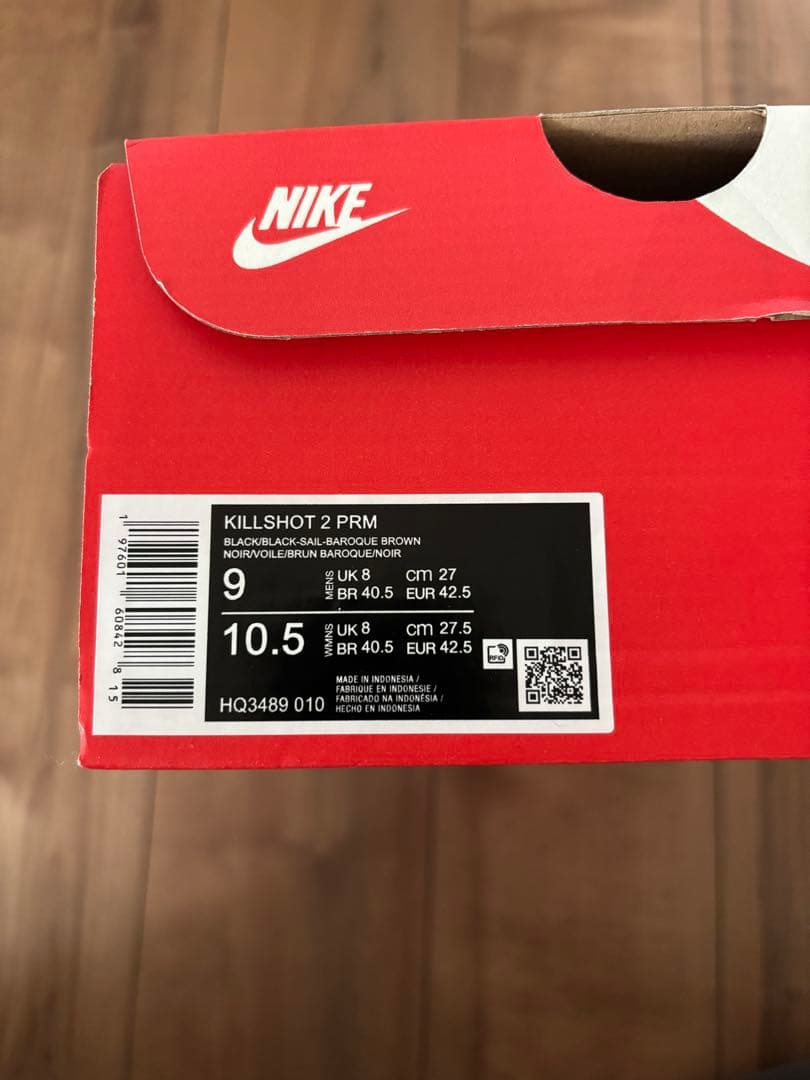 NIKE
KILLSHOT 2 PRM
BLACK/BLACK-SAIL-BAROQUE BROWN
NOIR/VOILE/BRUN BAROQUE/NOIR
9 MENS UK 8 cm 27
BR 40.5 EUR 42.5
10.5 WMNS UK 8 cm 27.5
BR 40.5 EUR 42.5
RFID
MADE IN INDONESIA /
FABRIQUE EN INDONESIE /
FABRICADO NA INDONÉSIA /
HECHO EN INDONESIA
HQ3489 010
1 97601 60842 8 15